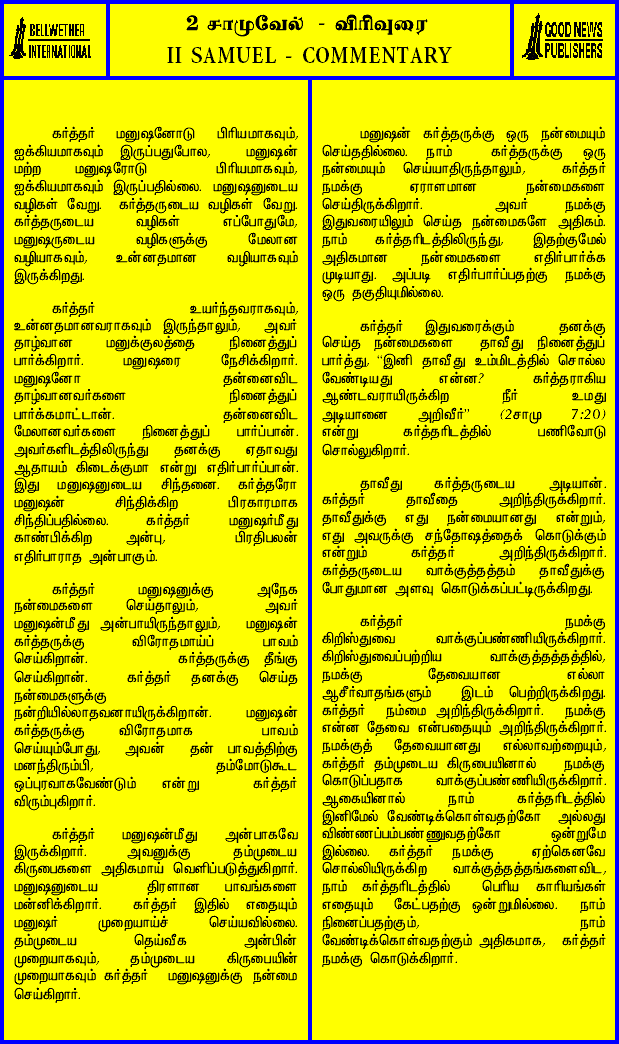 BELLWETHER
INTERNATIONAL
2 சாமுவேல் - விரிவுரை
II SAMUEL - COMMENTARY
GOOD NEWS
PUBLISHERS
கர்த்தர் மனுஷனோடு பிரியமாகவும்,
ஐக்கியமாகவும் இருப்பதுபோல, மனுஷன்
மற்ற மனுஷரோடு பிரியமாகவும்,
ஐக்கியமாகவும் இருப்பதில்லை. மனுஷனுடைய
வழிகள் வேறு. கர்த்தருடைய வழிகள் வேறு.
கர்த்தருடைய வழிகள் எப்போதுமே,
மனுஷருடைய வழிகளுக்கு மேலான
வழியாகவும், உன்னதமான வழியாகவும்
இருக்கிறது.
கர்த்தர் உயர்ந்தவராகவும்,
உன்னதமானவராகவும் இருந்தாலும், அவர்
தாழ்வான மனுக்குலத்தை நினைத்துப்
பார்க்கிறார். மனுஷரை நேசிக்கிறார்.
மனுஷனோ தன்னைவிட
தாழ்வானவர்களை நினைத்துப்
பார்க்கமாட்டான். தன்னைவிட
மேலானவர்களை நினைத்துப் பார்ப்பான்.
அவர்களிடத்திலிருந்து தனக்கு ஏதாவது
ஆதாயம் கிடைக்குமா என்று எதிர்பார்ப்பான்.
இது மனுஷனுடைய சிந்தனை. கர்த்தரோ
மனுஷன் சிந்திக்கிற பிரகாரமாக
சிந்திப்பதில்லை. கர்த்தர் மனுஷர்மீது
காண்பிக்கிற அன்பு, பிரதிபலன்
எதிர்பாராத அன்பாகும்.
கர்த்தர் மனுஷனுக்கு அநேக
நன்மைகளை செய்தாலும், அவர்
மனுஷன்மீது அன்பாயிருந்தாலும், மனுஷன்
கர்த்தருக்கு விரோதமாய்ப் பாவம்
செய்கிறான். கர்த்தருக்கு தீங்கு
செய்கிறான். கர்த்தர் தனக்கு செய்த
நன்மைகளுக்கு
நன்றியில்லாதவனாயிருக்கிறான். மனுஷன்
கர்த்தருக்கு விரோதமாக பாவம்
செய்யும்போது, அவன் தன் பாவத்திற்கு
மனந்திரும்பி, தம்மோடுகூட
ஒப்புரவாகவேண்டும் என்று கர்த்தர்
விரும்புகிறார்.
கர்த்தர் மனுஷன்மீது அன்பாகவே
இருக்கிறார். அவனுக்கு தம்முடைய
கிருபைகளை அதிகமாய் வெளிப்படுத்துகிறார்.
மனுஷனுடைய திரளான பாவங்களை
மன்னிக்கிறார். கர்த்தர் இதில் எதையும்
மனுஷர் முறையாய்ச் செய்யவில்லை.
தம்முடைய தெய்வீக அன்பின்
முறையாகவும், தம்முடைய கிருபையின்
முறையாகவும் கர்த்தர் மனுஷனுக்கு நன்மை
செய்கிறார்.
மனுஷன் கர்த்தருக்கு ஒரு நன்மையும்
செய்ததில்லை. நாம் கர்த்தருக்கு ஒரு
நன்மையும் செய்யாதிருந்தாலும், கர்த்தர்
நமக்கு ஏராளமான நன்மைகளை
செய்திருக்கிறார். அவர் நமக்கு
இதுவரையிலும் செய்த நன்மைகளே அதிகம்.
நாம் கர்த்தரிடத்திலிருந்து, இதற்குமேல்
அதிகமான நன்மைகளை எதிர்பார்க்க
முடியாது. அப்படி எதிர்பார்ப்பதற்கு நமக்கு
ஒரு தகுதியுமில்லை.
கர்த்தர் இதுவரைக்கும் தனக்கு
செய்த நன்மைகளை தாவீது நினைத்துப்
பார்த்து, “இனி தாவீது உம்மிடத்தில் சொல்ல
வேண்டியது என்ன? கர்த்தராகிய
ஆண்டவராயிருக்கிற நீர் உமது
அடியானை அறிவீர்” (2சாமு 7:20)
என்று கர்த்தரிடத்தில் பணிவோடு
சொல்லுகிறார்.
தாவீது கர்த்தருடைய அடியான்.
கர்த்தர் தாவீதை அறிந்திருக்கிறார்.
தாவீதுக்கு எது நன்மையானது என்றும்,
எது அவருக்கு சந்தோஷத்தைக் கொடுக்கும்
என்றும் கர்த்தர் அறிந்திருக்கிறார்.
கர்த்தருடைய வாக்குத்தத்தம் தாவீதுக்கு
போதுமான அளவு கொடுக்கப்பட்டிருக்கிறது.
கர்த்தர் நமக்கு
கிறிஸ்துவை வாக்குப்பண்ணியிருக்கிறார்.
கிறிஸ்துவைப்பற்றிய வாக்குத்தத்தத்தில்,
நமக்கு தேவையான எல்லா
ஆசீர்வாதங்களும் இடம் பெற்றிருக்கிறது.
கர்த்தர் நம்மை அறிந்திருக்கிறார். நமக்கு
என்ன தேவை என்பதையும் அறிந்திருக்கிறார்.
நமக்குத் தேவையானது எல்லாவற்றையும்,
கர்த்தர் தம்முடைய கிருபையினால் நமக்கு
கொடுப்பதாக வாக்குப்பண்ணியிருக்கிறார்.
ஆகையினால் நாம் கர்த்தரிடத்தில்
இனிமேல் வேண்டிக்கொள்வதற்கோ அல்லது
விண்ணப்பம்பண்ணுவதற்கோ ஒன்றுமே
இல்லை. கர்த்தர் நமக்கு ஏற்கெனவே
சொல்லியிருக்கிற வாக்குத்தத்தங்களைவிட,
நாம் கர்த்தரிடத்தில் பெரிய காரியங்கள்
எதையும் கேட்பதற்கு ஒன்றுமில்லை. நாம்
நினைப்பதற்கும், நாம்
வேண்டிக்கொள்வதற்கும் அதிகமாக, கர்த்தர்
நமக்கு கொடுக்கிறார்.